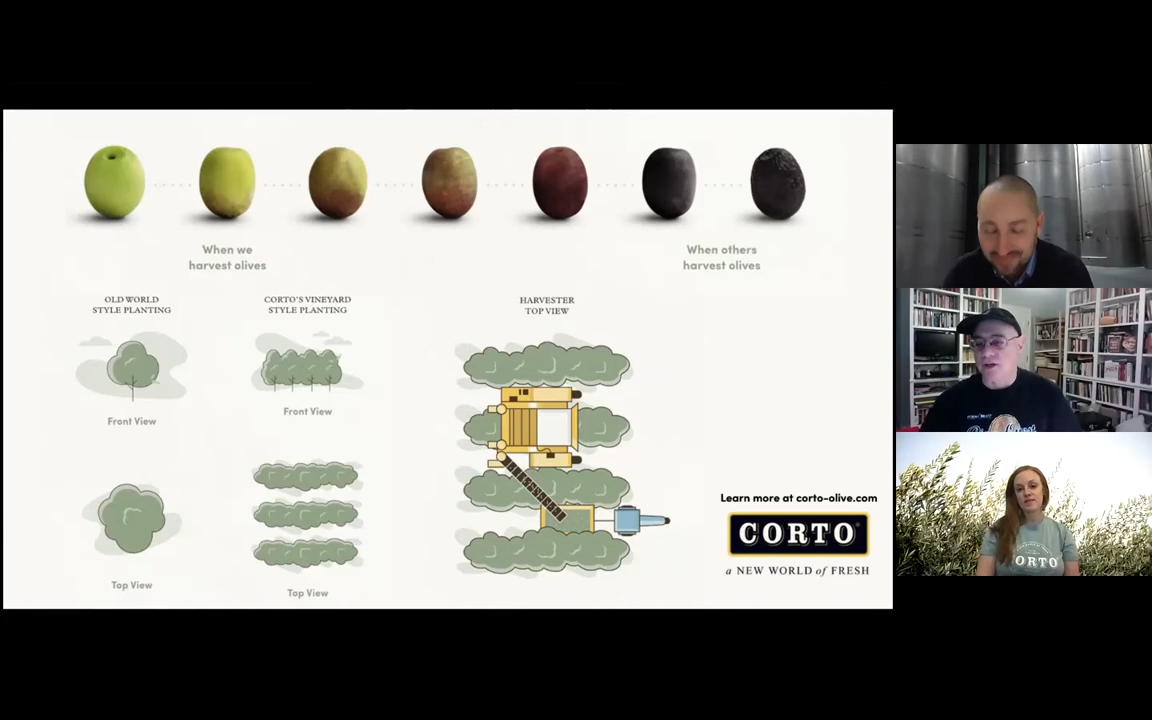 When we
harvest olives
When others
harvest olives
OLD WORLD
STYLE PLANTING
CORTO'S VINEYARD
STYLE PLANTING
HARVESTER
TOP VIEW
Front View
Front View
Top View
Top View
Learn more at corto-olive.com
CORTO®
a NEW WORLD of FRESH
CORTO